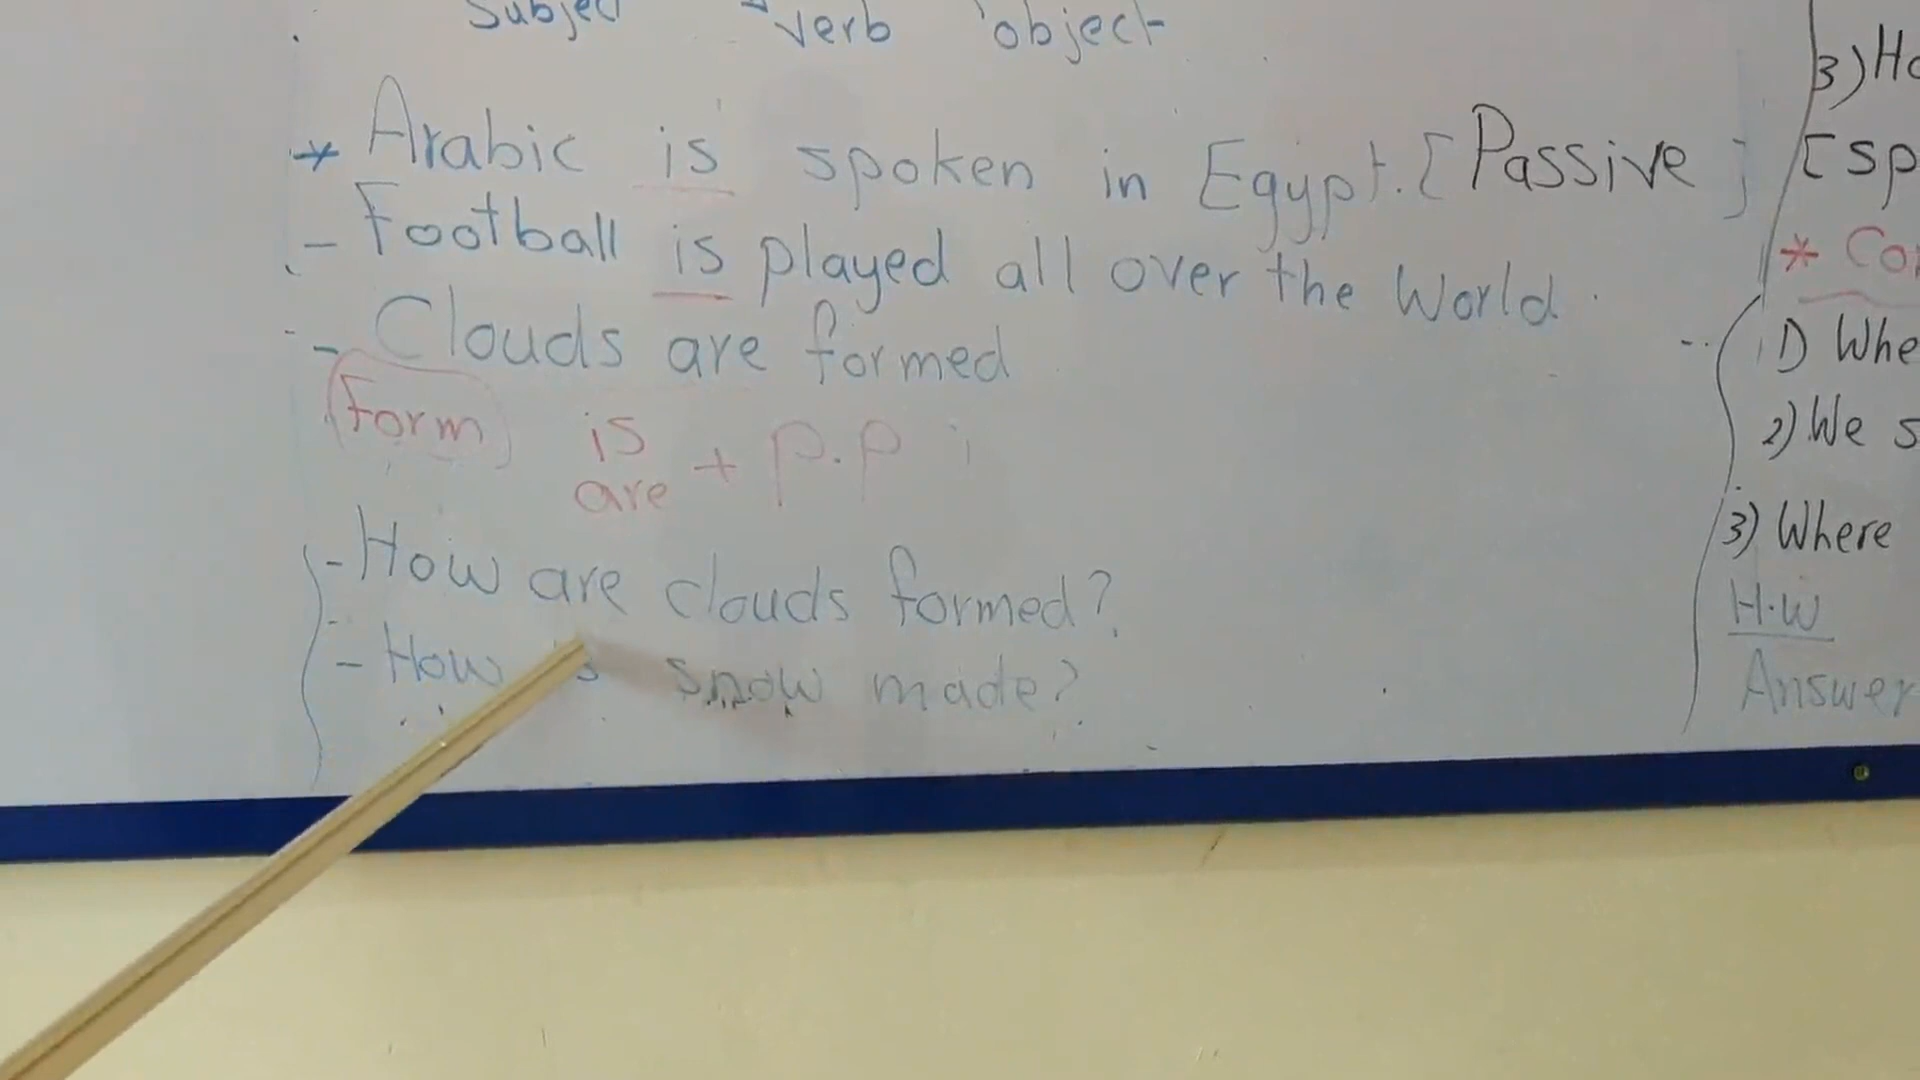 Subject verb object
* Arabic is spoken in Egypt. [Passive]
- Football is played all over the World.
- Clouds are formed
Form is
are + P.P
- How are clouds formed?
- How is snow made?
3) Ho
[sp
* Co
1) Whe
2) We s
3) Where
H.W
Answer